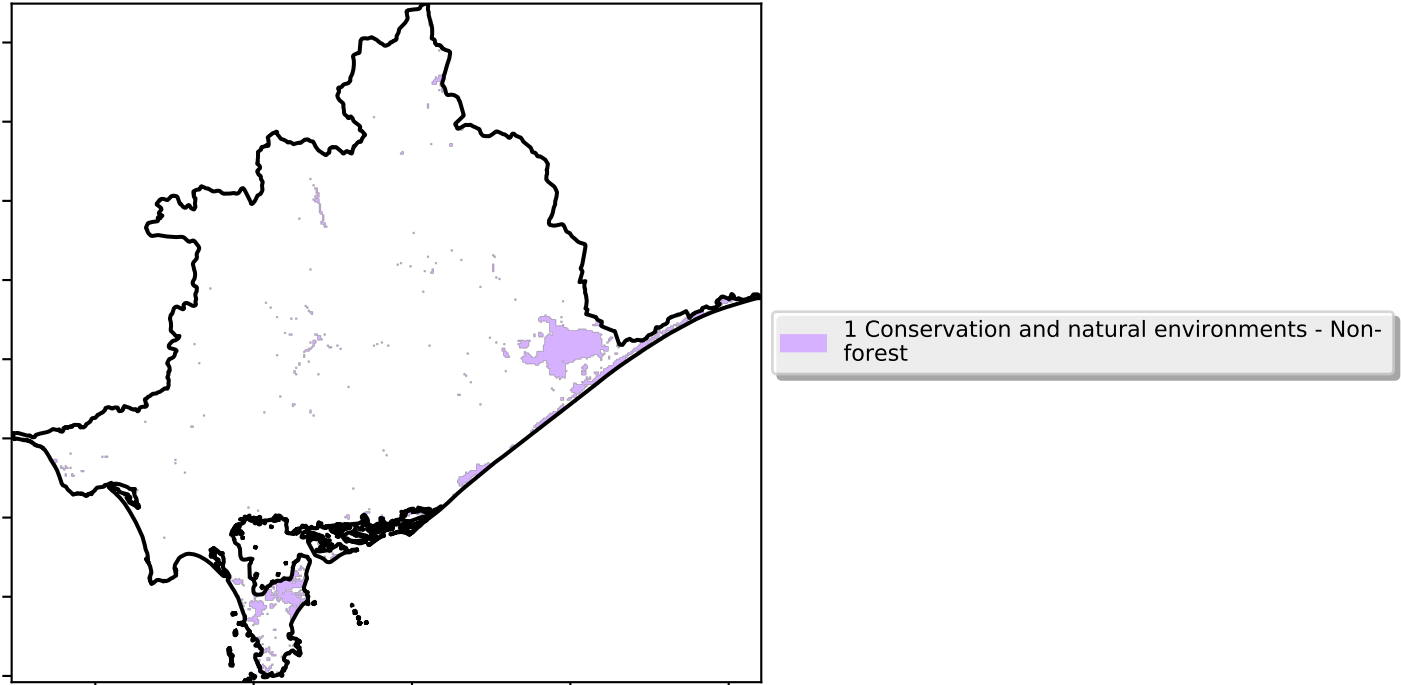 1 Conservation and natural environments - Non-
forest